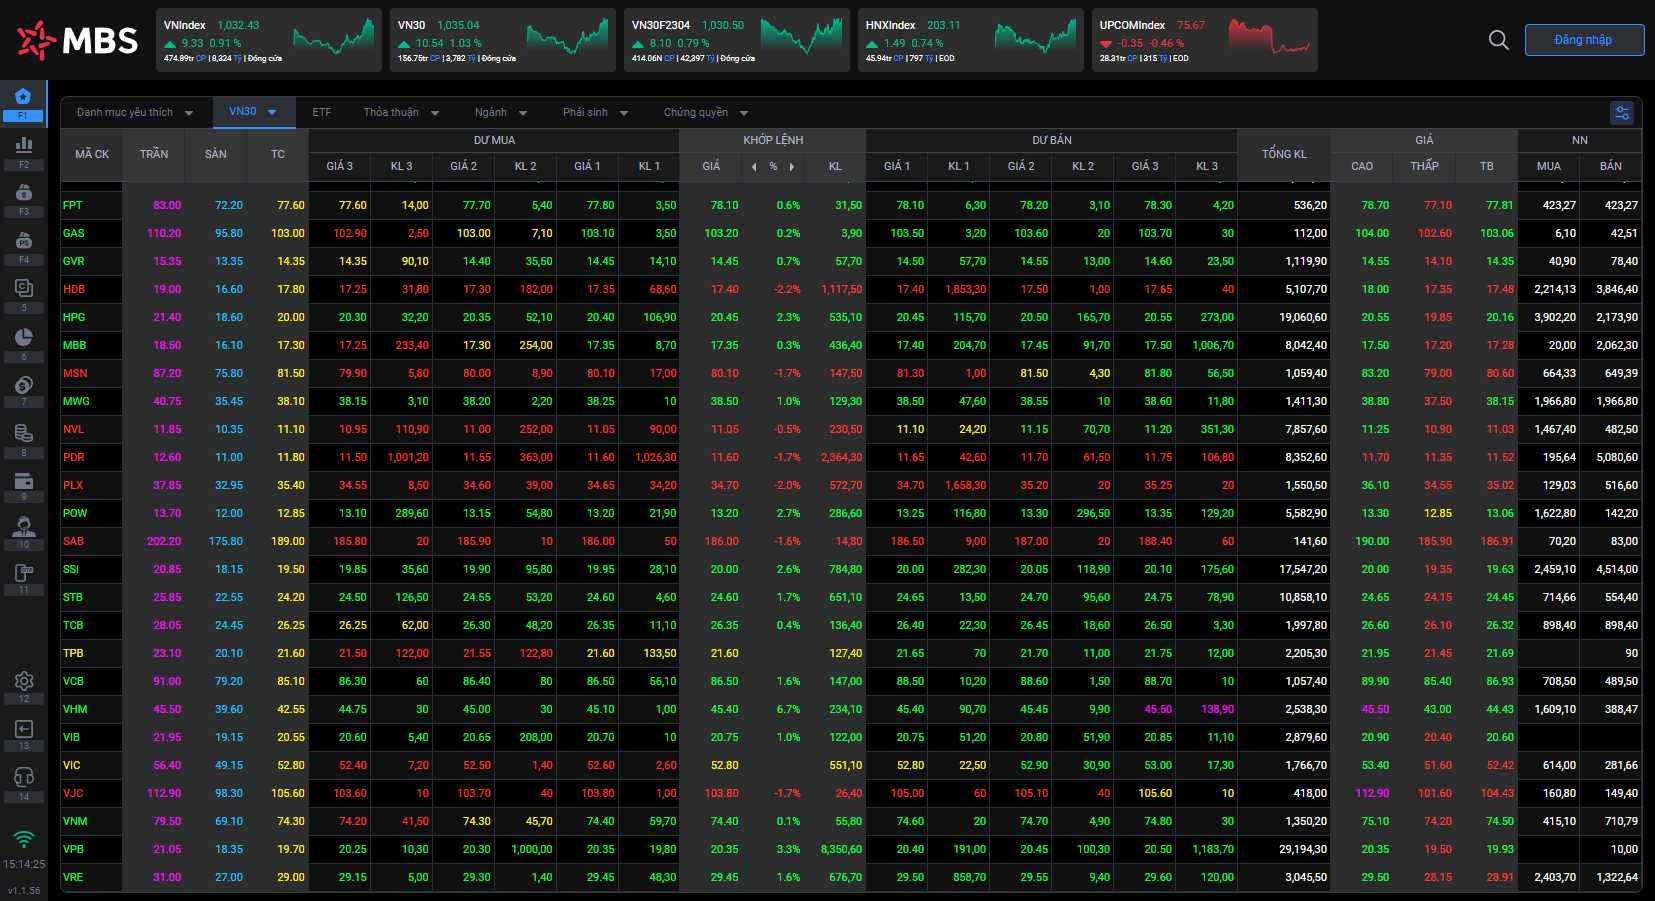 MBS
VNIndex 1,032.43
9.33 0.91 %
474.89tr CP | 8,324 Tỷ | Đóng cửa
VN30 1,035.04
10.54 1.03 %
156.75tr CP | 3,782 Tỷ | Đóng cửa
VN30F2304 1,030.50
8.10 0.79 %
414.06N CP | 42,397 Tỷ | Đóng cửa
HNXIndex 203.11
1.49 0.74 %
45.94tr CP | 797 Tỷ | EOD
UPCOMIndex 75.67
-0.35 -0.46 %
28.31tr CP | 315 Tỷ | EOD
Đăng nhập
F1
F2
F3
F4
5
6
7
8
9
10
11
12
13
14
15:14:25
v1.1.56
Danh mục yêu thích VN30 ETF Thỏa thuận Ngành Phái sinh Chứng quyền
MÃ CK TRẦN SÀN TC DƯ MUA KHỚP LỆNH DƯ BÁN TỔNG KL GIÁ NN
GIÁ 3 KL 3 GIÁ 2 KL 2 GIÁ 1 KL 1 GIÁ % KL GIÁ 1 KL 1 GIÁ 2 KL 2 GIÁ 3 KL 3 CAO THẤP TB MUA BÁN
FPT 83.00 72.20 77.60 77.60 14,00 77.70 5,40 77.80 3,50 78.10 0.6% 31,50 78.10 6,30 78.20 3,10 78.30 4,20 536,20 78.70 77.10 77.81 423,27 423,27
GAS 110.20 95.80 103.00 102.90 2,50 103.00 7,10 103.10 3,50 103.20 0.2% 3,90 103.50 3,20 103.60 20 103.70 30 112,00 104.00 102.60 103.06 6,10 42,51
GVR 15.35 13.35 14.35 14.35 90,10 14.40 35,50 14.45 14,10 14.45 0.7% 57,70 14.50 57,70 14.55 13,00 14.60 23,50 1,119,90 14.55 14.10 14.35 40,90 78,40
HDB 19.00 16.60 17.80 17.25 31,80 17.30 182,00 17.35 68,60 17.40 -2.2% 1,117,50 17.40 1,853,30 17.50 1,00 17.65 40 5,107,70 18.00 17.35 17.48 2,214,13 3,846,40
HPG 21.40 18.60 20.00 20.30 32,20 20.35 52,10 20.40 106,90 20.45 2.3% 535,10 20.45 115,70 20.50 165,70 20.55 273,00 19,060,60 20.55 19.85 20.16 3,902,20 2,173,90
MBB 18.50 16.10 17.30 17.25 233,40 17.30 254,00 17.35 8,70 17.35 0.3% 436,40 17.40 204,70 17.45 91,70 17.50 1,006,70 8,042,40 17.50 17.20 17.28 20,00 2,062,30
MSN 87.20 75.80 81.50 79.90 5,80 80.00 8,90 80.10 17,00 80.10 -1.7% 147,50 81.30 1,00 81.50 4,30 81.80 56,50 1,059,40 83.20 79.00 80.60 664,33 649,39
MWG 40.75 35.45 38.10 38.15 3,10 38.20 2,20 38.25 10 38.50 1.0% 129,30 38.50 47,60 38.55 10 38.60 11,80 1,411,30 38.80 37.50 38.15 1,966,80 1,966,80
NVL 11.85 10.35 11.10 10.95 110,90 11.00 252,00 11.05 90,00 11.05 -0.5% 230,50 11.10 24,20 11.15 70,70 11.20 351,30 7,857,60 11.25 10.90 11.03 1,467,40 482,50
PDR 12.60 11.00 11.80 11.50 1,001,20 11.55 363,00 11.60 1,026,30 11.60 -1.7% 2,364,30 11.65 42,60 11.70 61,50 11.75 106,80 8,352,60 11.70 11.35 11.52 195,64 5,080,60
PLX 37.85 32.95 35.40 34.55 8,50 34.60 39,00 34.65 34,20 34.70 -2.0% 572,70 34.70 1,658,30 35.20 20 35.25 20 1,550,50 36.10 34.55 35.02 129,03 516,60
POW 13.70 12.00 12.85 13.10 289,60 13.15 54,80 13.20 21,90 13.20 2.7% 286,60 13.25 116,80 13.30 296,50 13.35 129,20 5,582,90 13.30 12.85 13.06 1,622,80 142,20
SAB 202.20 175.80 189.00 185.80 20 185.90 10 186.00 50 186.00 -1.6% 14,80 186.50 9,00 187.00 20 188.40 60 141,60 190.00 185.90 186.91 70,20 83,00
SSI 20.85 18.15 19.50 19.85 35,60 19.90 95,80 19.95 28,10 20.00 2.6% 784,80 20.00 282,30 20.05 118,90 20.10 175,60 17,547,20 20.00 19.35 19.63 2,459,10 4,514,00
STB 25.85 22.55 24.20 24.50 126,50 24.55 53,20 24.60 4,60 24.60 1.7% 651,10 24.65 13,50 24.70 95,60 24.75 78,90 10,858,10 24.65 24.15 24.45 714,66 554,40
TCB 28.05 24.45 26.25 26.25 62,00 26.30 48,20 26.35 11,10 26.35 0.4% 136,40 26.40 22,30 26.45 18,60 26.50 3,30 1,997,80 26.60 26.10 26.32 898,40 898,40
TPB 23.10 20.10 21.60 21.50 122,00 21.55 122,80 21.60 133,50 21.60 127,40 21.65 70 21.70 11,00 21.75 12,00 2,205,30 21.95 21.45 21.69 90
VCB 91.00 79.20 85.10 86.30 60 86.40 80 86.50 56,10 86.50 1.6% 147,00 88.50 10,20 88.60 1,50 88.70 10 1,057,40 89.90 85.40 86.93 708,50 489,50
VHM 45.50 39.60 42.55 44.75 30 45.00 30 45.10 1,00 45.40 6.7% 234,10 45.40 90,70 45.45 9,90 45.50 138,90 2,538,30 45.50 43.00 44.43 1,609,10 388,47
VIB 21.95 19.15 20.55 20.60 5,40 20.65 208,00 20.70 10 20.75 1.0% 122,00 20.75 51,20 20.80 51,90 20.85 11,10 2,879,60 20.90 20.40 20.60
VIC 56.40 49.15 52.80 52.40 7,20 52.50 1,40 52.60 2,60 52.80 551,10 52.80 22,50 52.90 30,90 53.00 17,30 1,766,70 53.40 51.60 52.42 614,00 281,66
VJC 112.90 98.30 105.60 103.60 10 103.70 40 103.80 1,00 103.80 -1.7% 26,40 105.00 60 105.10 40 105.60 10 418,00 112.90 101.60 104.43 160,80 149,40
VNM 79.50 69.10 74.30 74.20 41,50 74.30 45,70 74.40 59,70 74.40 0.1% 55,80 74.60 20 74.70 4,90 74.80 30 1,350,20 75.10 74.20 74.50 415,10 710,79
VPB 21.05 18.35 19.70 20.25 10,30 20.30 1,000,00 20.35 19,80 20.35 3.3% 8,350,60 20.40 191,00 20.45 100,30 20.50 1,183,70 29,194,30 20.35 19.50 19.93 10,00
VRE 31.00 27.00 29.00 29.15 5,00 29.30 1,40 29.45 48,30 29.45 1.6% 676,70 29.50 858,70 29.55 9,40 29.60 120,00 3,045,50 29.50 28.15 28.91 2,403,70 1,322,64